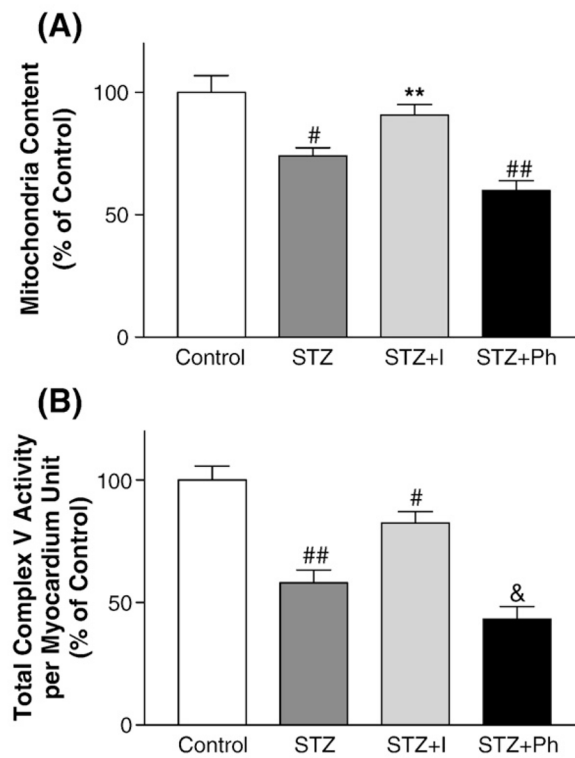 (A)
Mitochondria Content
(% of Control)
100
50
0
#
**
##
Control STZ STZ+I STZ+Ph
(B)
Total Complex V Activity
per Myocardium Unit
(% of Control)
100
50
0
##
#
&
Control STZ STZ+I STZ+Ph